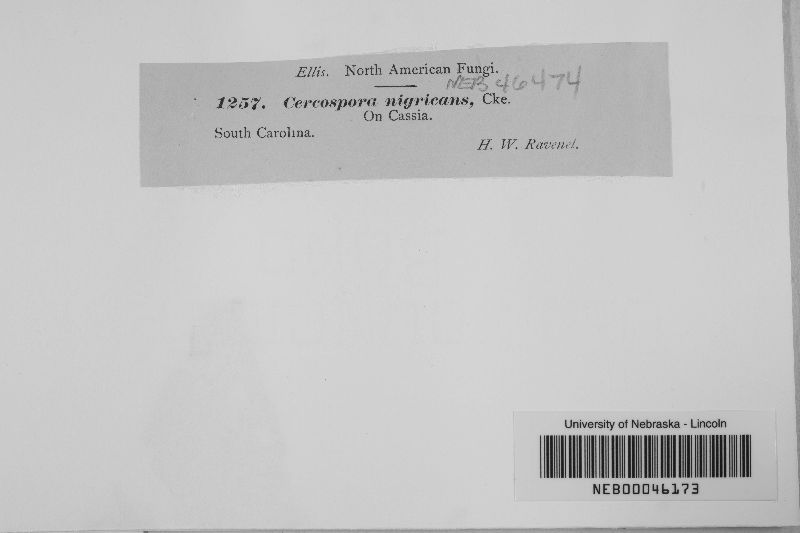 Ellis. North American Fungi.
NEB 46474
1257. Cercospora nigricans, Cke.
On Cassia.
South Carolina.
H. W. Ravenel.
University of Nebraska - Lincoln
NEB00046173